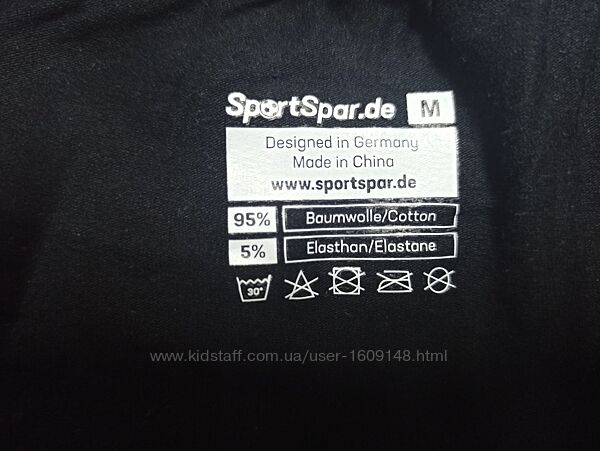 SportSpar.de M
Designed in Germany
Made in China
www.sportspar.de
95% Baumwolle/Cotton
5% Elasthan/Elastane
30°
www.kidstaff.com.ua/user-1609148.html